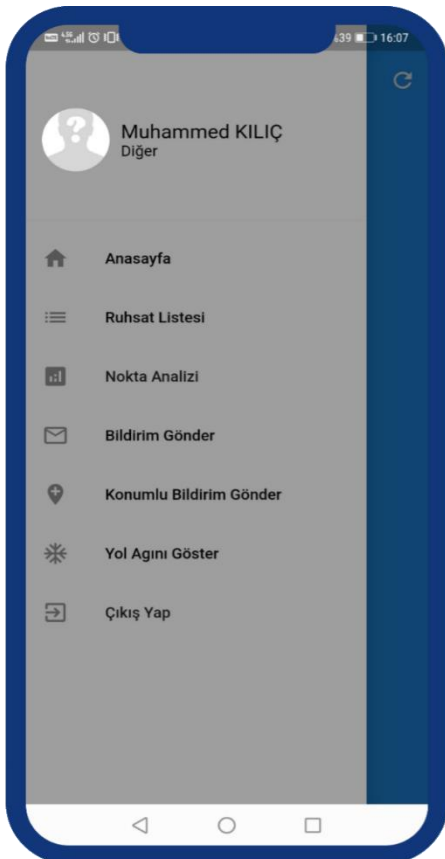 %39 16:07
Muhammed KILIÇ
Diğer
Anasayfa
Ruhsat Listesi
Nokta Analizi
Bildirim Gönder
Konumlu Bildirim Gönder
Yol Agını Göster
Çıkış Yap